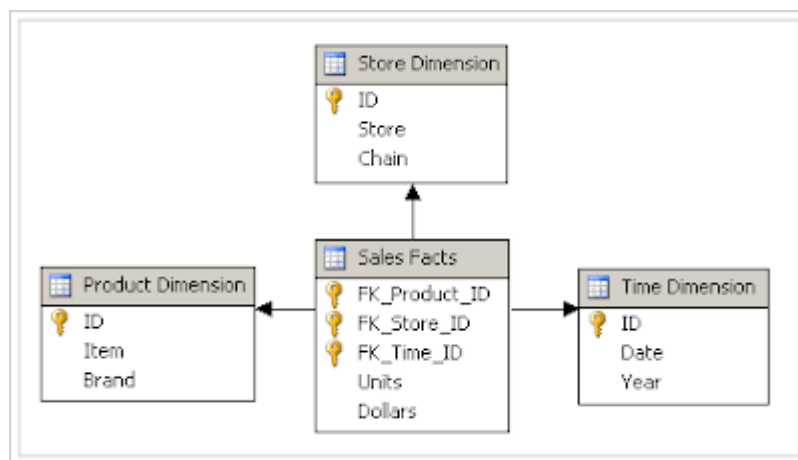 Store Dimension
ID
Store
Chain
Sales Facts
FK_Product_ID
FK_Store_ID
FK_Time_ID
Units
Dollars
Product Dimension
ID
Item
Brand
Time Dimension
ID
Date
Year